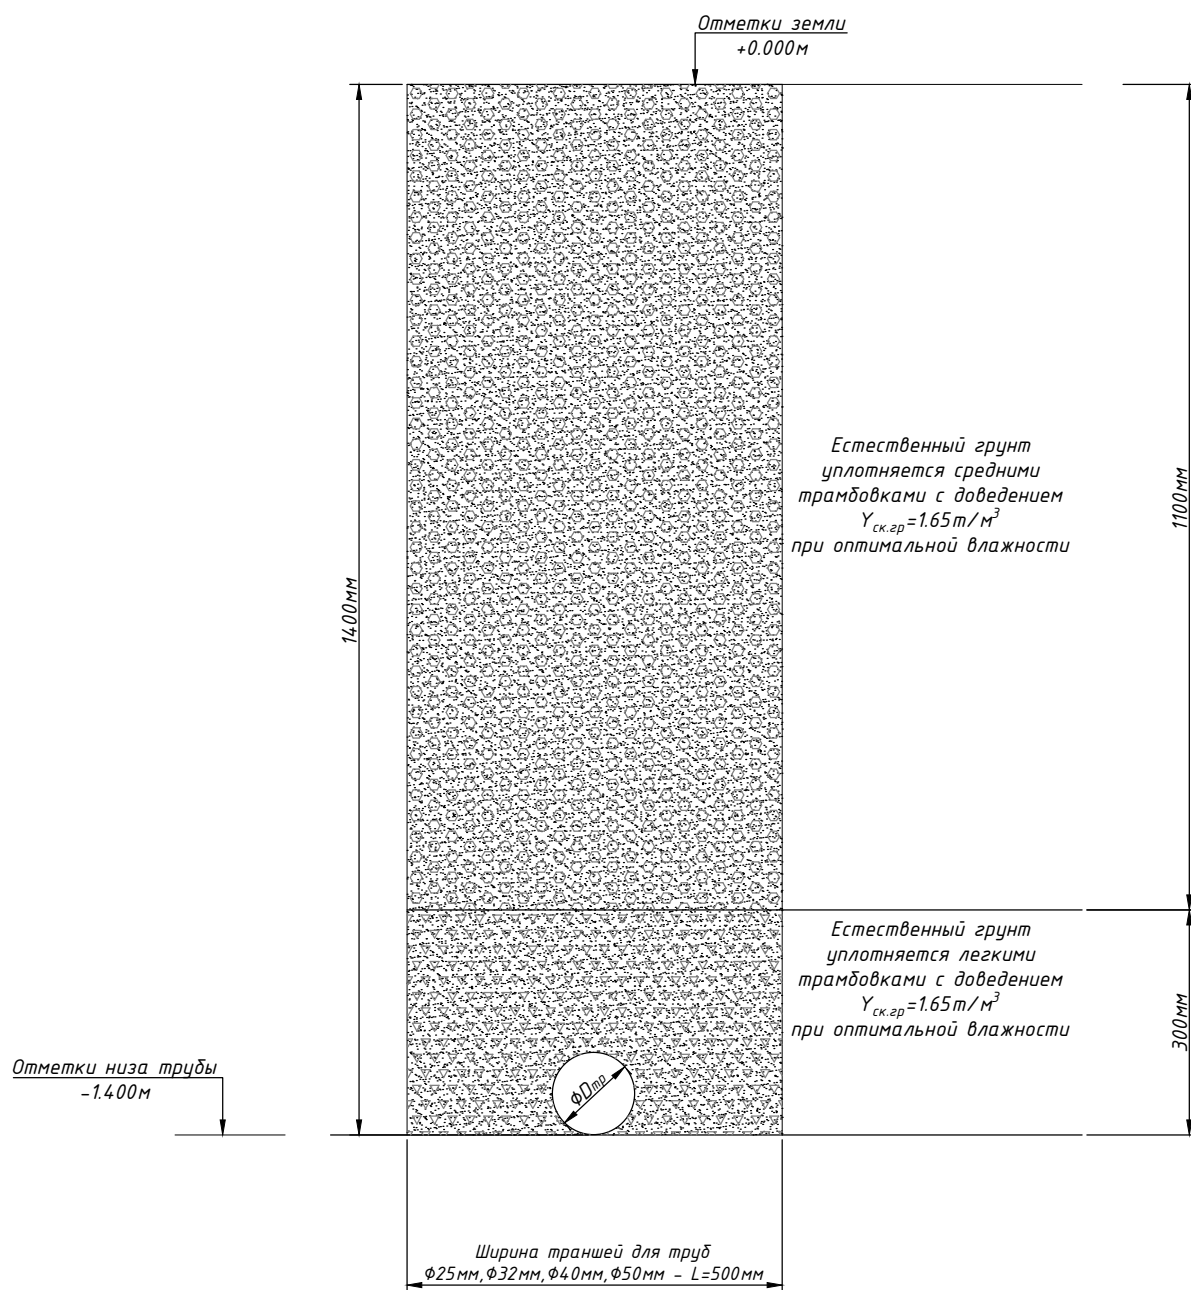 Отметки земли
+0.000м
1400мм
Естественный грунт
уплотняется средними
трамбовками с доведением
Yск.гр=1.65т/м³
при оптимальной влажности
1100мм
Естественный грунт
уплотняется легкими
трамбовками с доведением
Yск.гр=1.65т/м³
при оптимальной влажности
300мм
Отметки низа трубы
-1.400м
ФDтр
Ширина траншей для труб
Ф25мм,Ф32мм,Ф40мм,Ф50мм - L=500мм